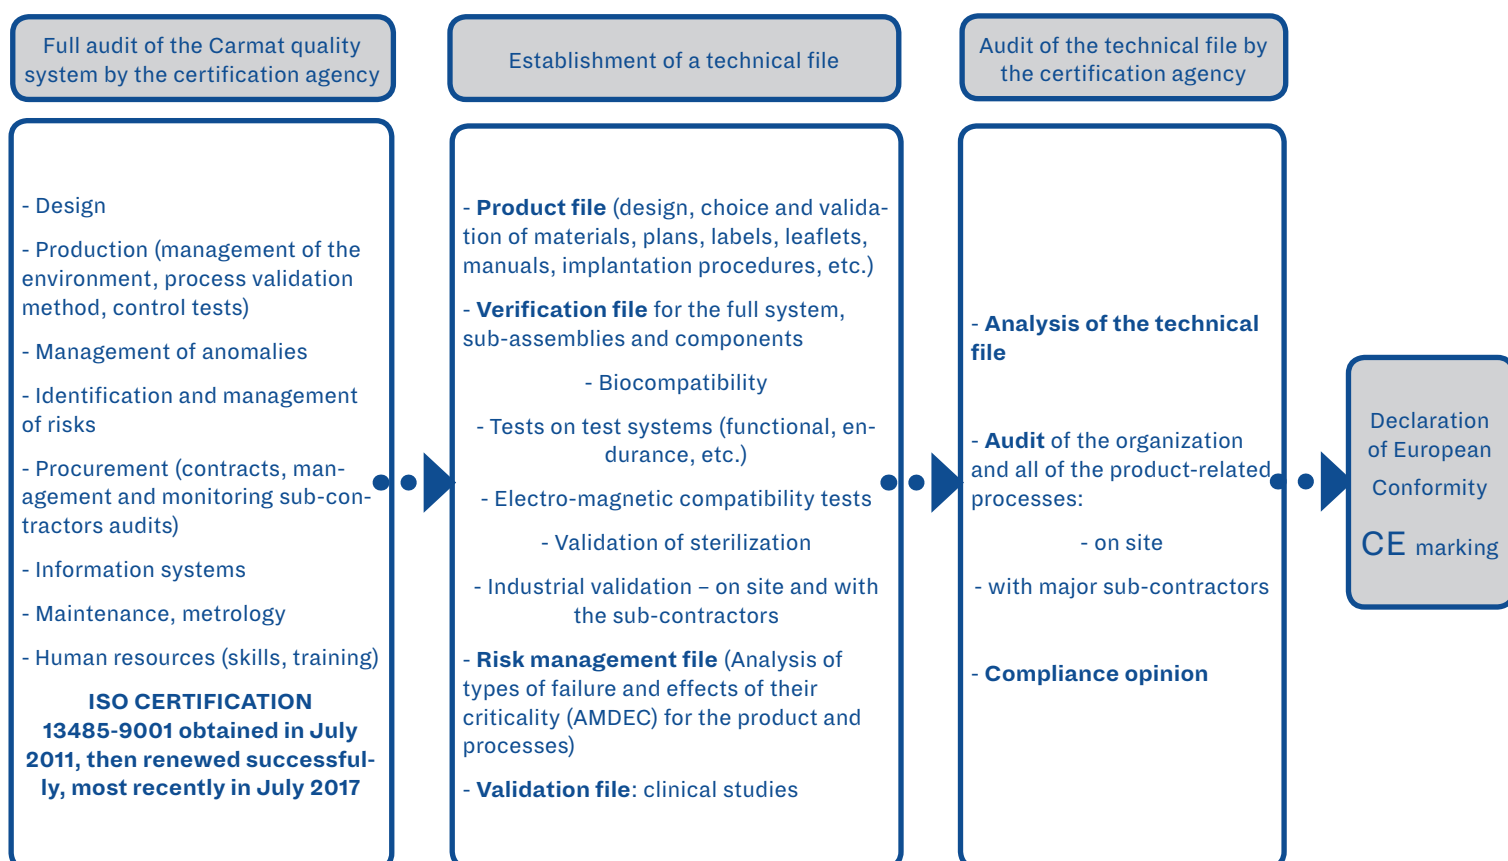 Full audit of the Carmat quality
system by the certification agency
- Design
- Production (management of the
environment, process validation
method, control tests)
- Management of anomalies
- Identification and management
of risks
- Procurement (contracts, man-
agement and monitoring sub-con-
tractors audits)
- Information systems
- Maintenance, metrology
- Human resources (skills, training)
ISO CERTIFICATION
13485-9001 obtained in July
2011, then renewed successful-
ly, most recently in July 2017
Establishment of a technical file
- Product file (design, choice and valida-
tion of materials, plans, labels, leaflets,
manuals, implantation procedures, etc.)
- Verification file for the full system,
sub-assemblies and components
- Biocompatibility
- Tests on test systems (functional, en-
durance, etc.)
- Electro-magnetic compatibility tests
- Validation of sterilization
- Industrial validation – on site and with
the sub-contractors
- Risk management file (Analysis of
types of failure and effects of their
criticality (AMDEC) for the product and
processes)
- Validation file: clinical studies
Audit of the technical file by
the certification agency
- Analysis of the technical
file
- Audit of the organization
and all of the product-related
processes:
- on site
- with major sub-contractors
- Compliance opinion
Declaration
of European
Conformity
CE marking